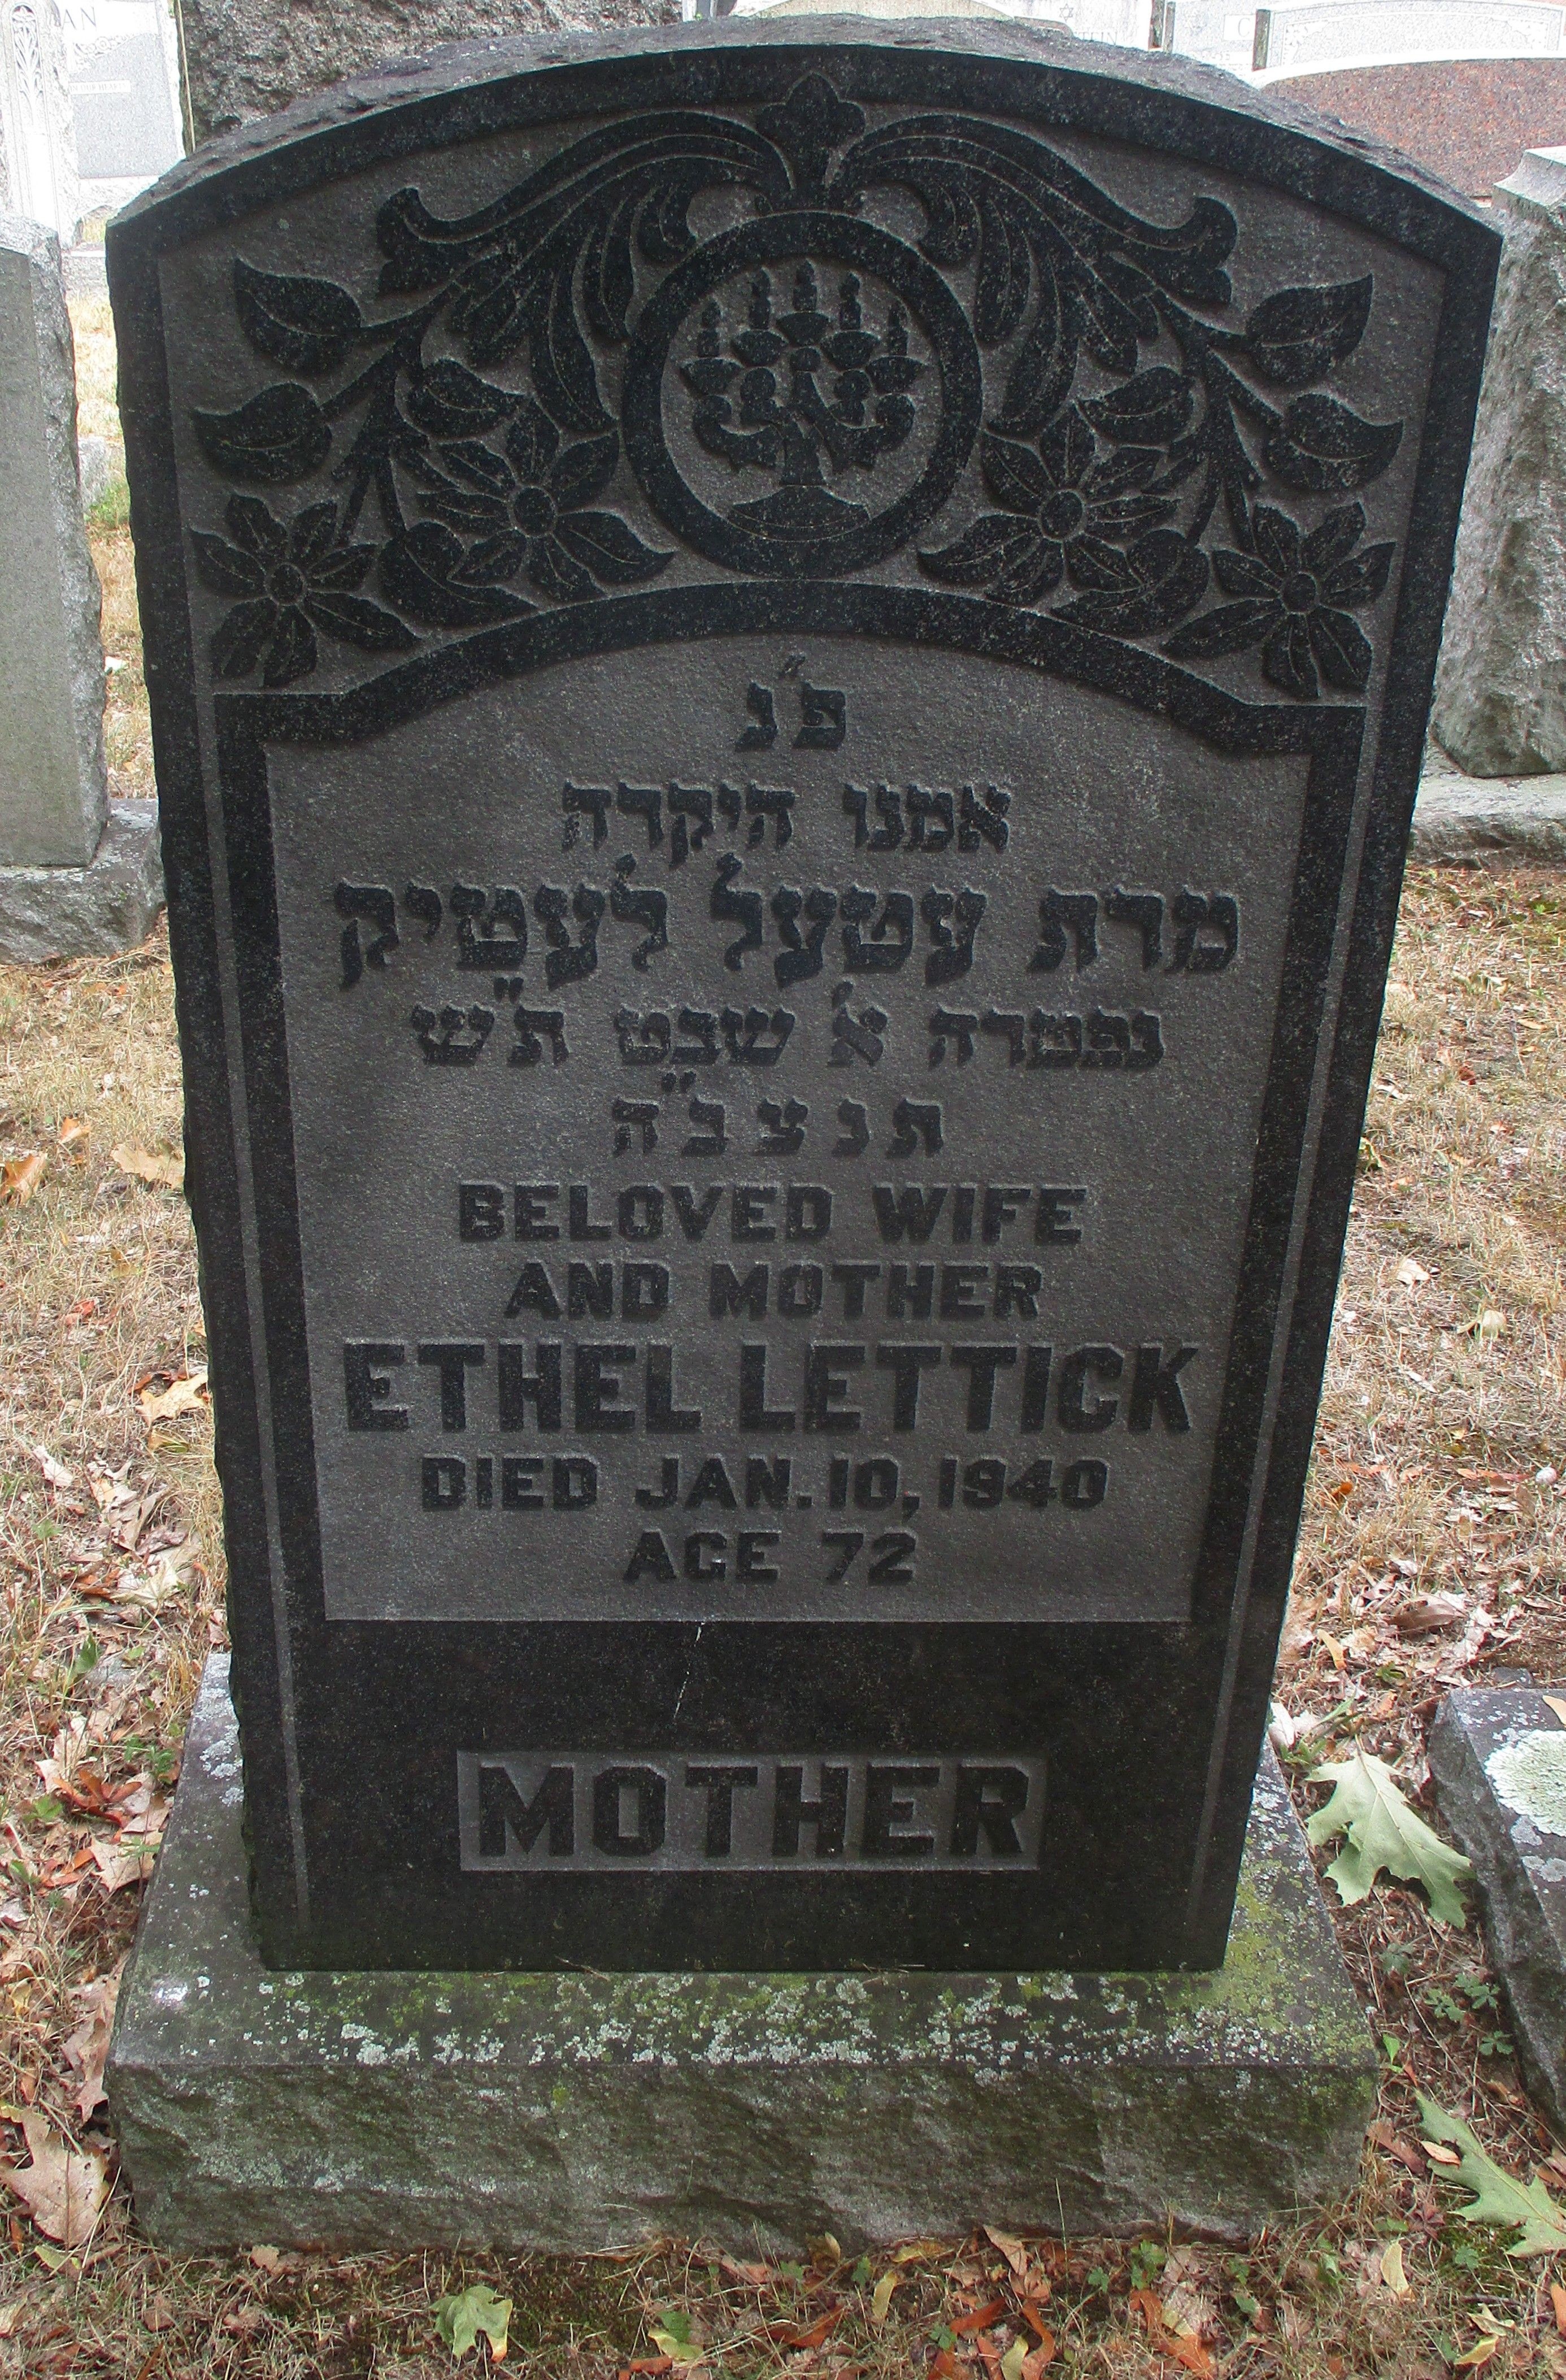 פ״נ
אמנו היקרה
מרת עטעל לעטיק
נפטרה א׳ שבט ת״ש
ת נ צ ב״ה
BELOVED WIFE
AND MOTHER
ETHEL LETTICK
DIED JAN. 10, 1940
AGE 72
MOTHER